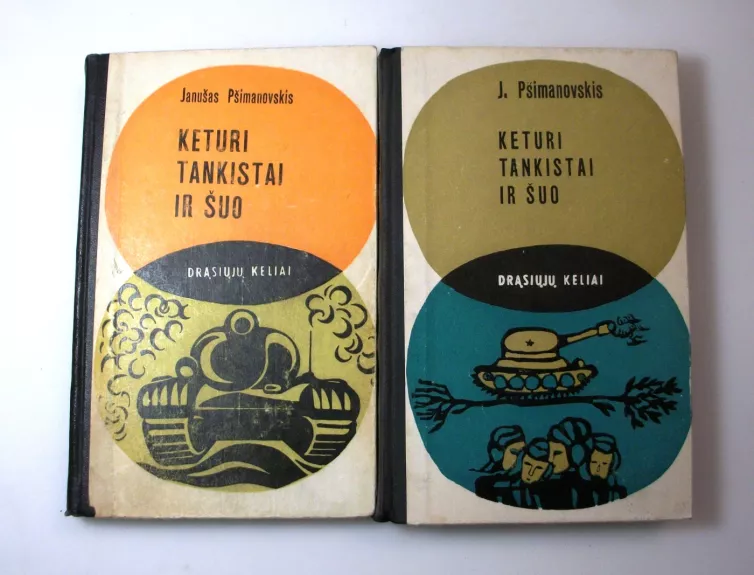 Janušas Pšimanovskis
KETURI
TANKISTAI
IR ŠUO
DRĄSIŲJŲ KELIAI
J. Pšimanovskis
KETURI
TANKISTAI
IR ŠUO
DRĄSIŲJŲ KELIAI